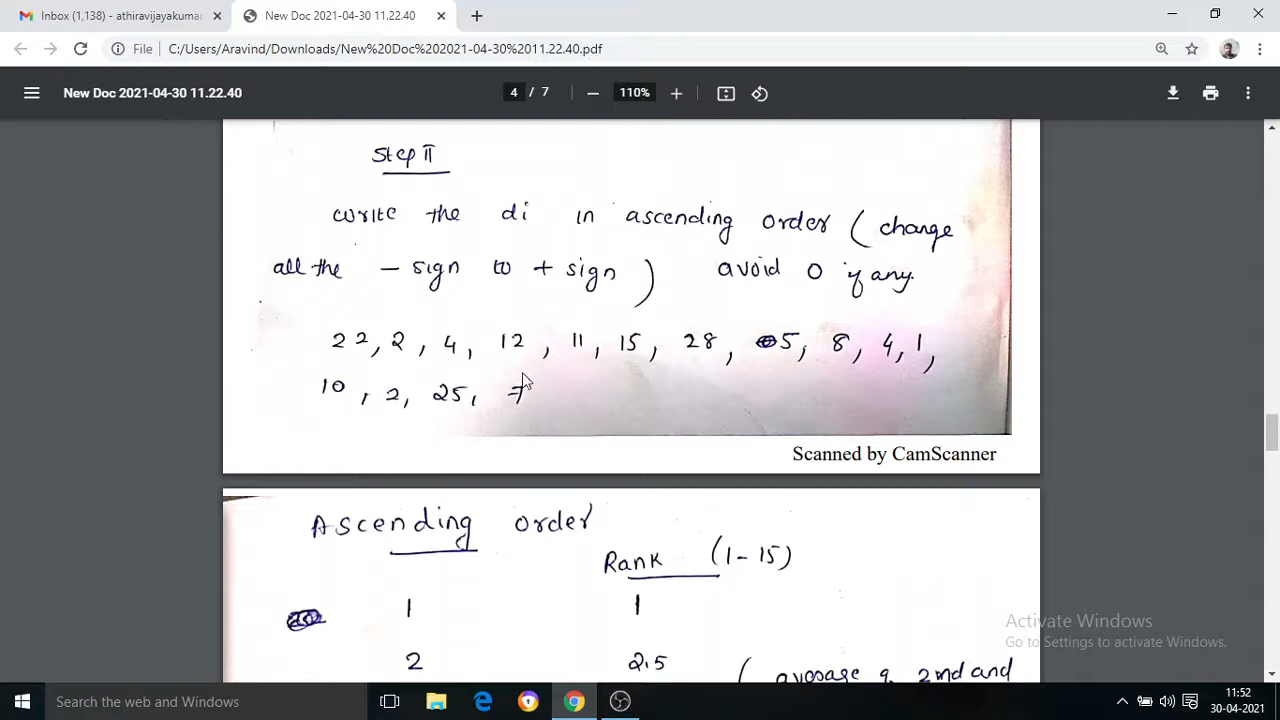 Inbox (1,138) - athiravijayakumar
New Doc 2021-04-30 11.22.40
File
C:/Users/Aravind/Downloads/New%20Doc%202021-04-30%2011.22.40.pdf
New Doc 2021-04-30 11.22.40
4 / 7
110%
Step II
write the di in ascending order (change
all the - sign to + sign) avoid 0 if any.
22, 2, 4, 12, 11, 15, 28, 5, 8, 4, 1,
10, 2, 25, 7
Scanned by CamScanner
Ascending order
Rank (1-15)
1 1
2 2.5 (average of 2nd and
Activate Windows
Go to Settings to activate Windows.
Search Windows
11:52
30-04-2021